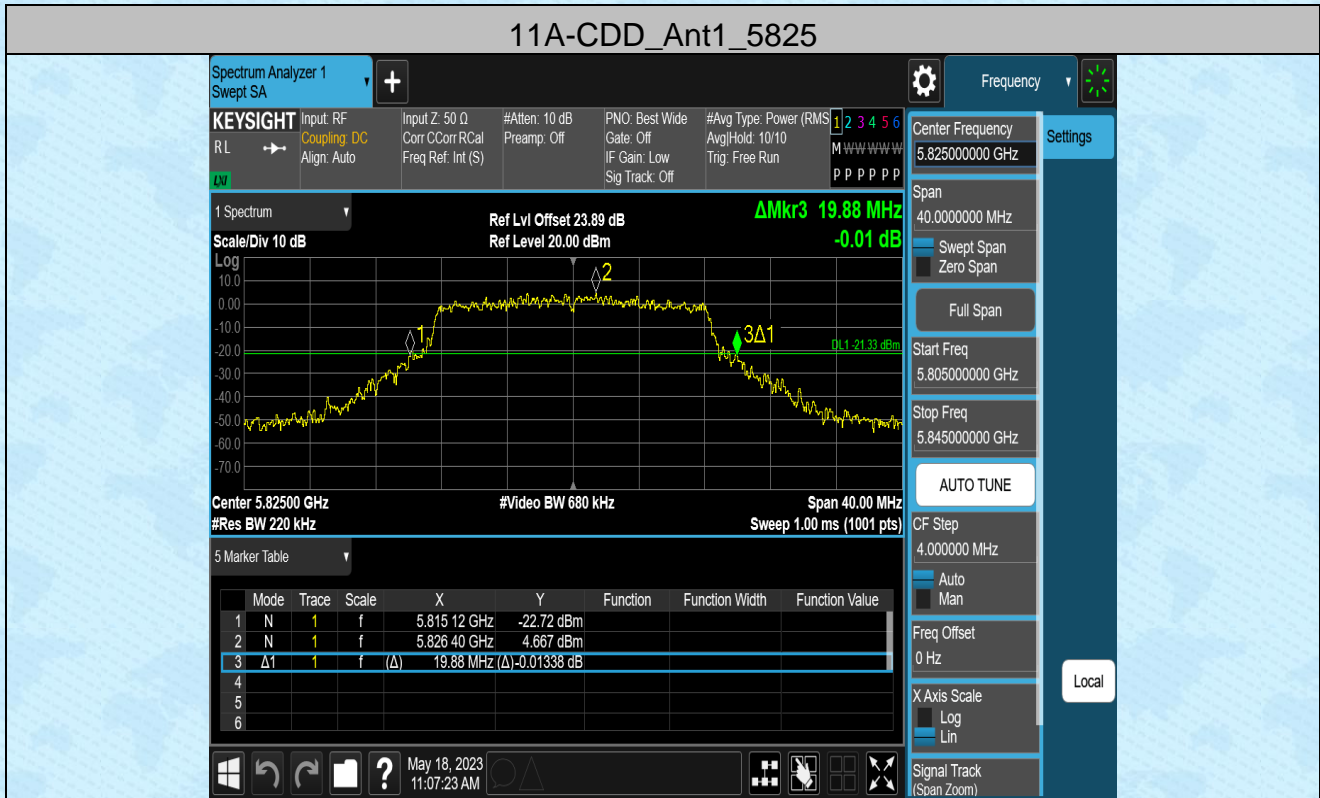 11A-CDD_Ant1_5825
Spectrum Analyzer 1
Swept SA
Frequency
KEYSIGHT
RL
LXI
Input: RF
Coupling: DC
Align: Auto
Input Z: 50 Ω
Corr CCorr RCal
Freq Ref: Int (S)
#Atten: 10 dB
Preamp: Off
PNO: Best Wide
Gate: Off
IF Gain: Low
Sig Track: Off
#Avg Type: Power (RMS
Avg|Hold: 10/10
Trig: Free Run
1 2 3 4 5 6
M W W W W W
P P P P P P
1 Spectrum
Scale/Div 10 dB
Ref Lvl Offset 23.89 dB
Ref Level 20.00 dBm
ΔMkr3 19.88 MHz
-0.01 dB
Log
10.0
0.00
-10.0
-20.0
-30.0
-40.0
-50.0
-60.0
-70.0
1
2
3Δ1
DL1 -21.33 dBm
Center 5.82500 GHz
#Res BW 220 kHz
#Video BW 680 kHz
Span 40.00 MHz
Sweep 1.00 ms (1001 pts)
5 Marker Table
Mode Trace Scale X Y Function Function Width Function Value
1 N 1 f 5.815 12 GHz -22.72 dBm
2 N 1 f 5.826 40 GHz 4.667 dBm
3 Δ1 1 f (Δ) 19.88 MHz (Δ) -0.01338 dB
4
5
6
?
May 18, 2023
11:07:23 AM
Center Frequency
5.825000000 GHz
Span
40.0000000 MHz
Swept Span
Zero Span
Full Span
Start Freq
5.805000000 GHz
Stop Freq
5.845000000 GHz
AUTO TUNE
CF Step
4.000000 MHz
Auto
Man
Freq Offset
0 Hz
X Axis Scale
Log
Lin
Signal Track
(Span Zoom)
Settings
Local